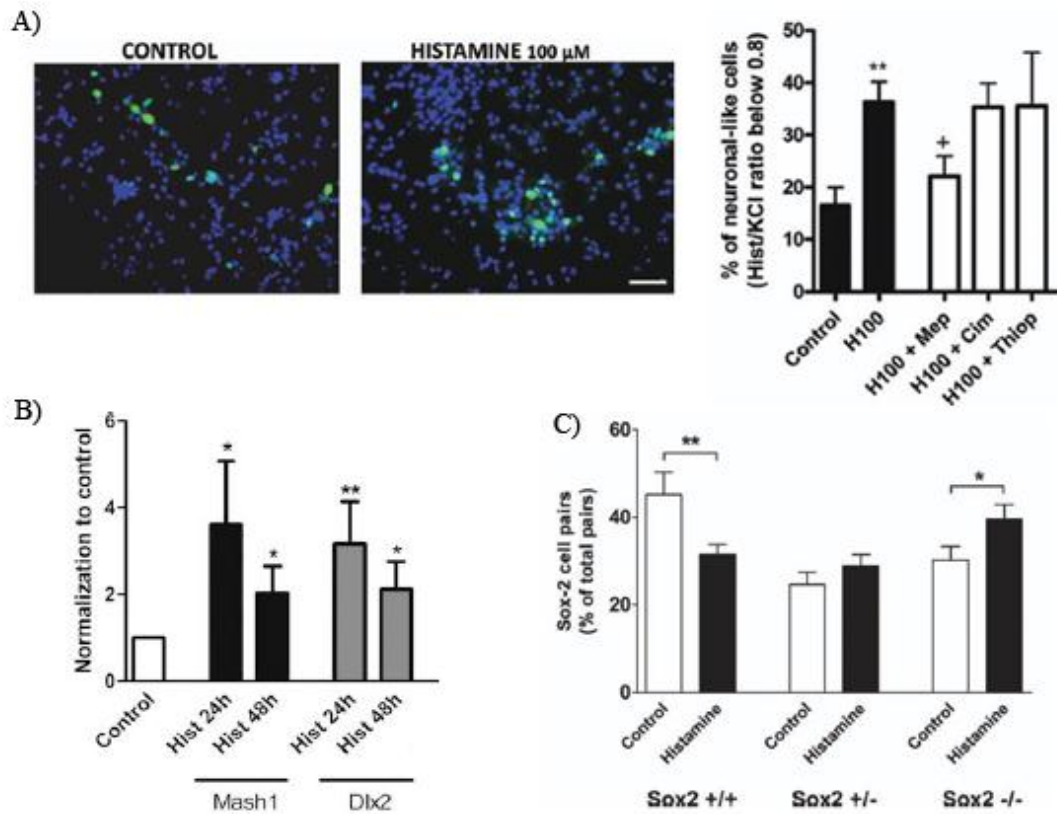 A)
CONTROL
HISTAMINE 100 µM
% of neuronal-like cells
(Hist/KCl ratio below 0.8)
50
40
30
20
10
0
**
+
Control
H100
H100 + Mep
H100 + Cim
H100 + Thiop
B)
Normalization to control
6
4
2
0
*
*
**
*
Control
Hist 24h
Hist 48h
Hist 24h
Hist 48h
Mash1
Dlx2
C)
Sox-2 cell pairs
(% of total pairs)
60
40
20
0
**
*
Control
Histamine
Control
Histamine
Control
Histamine
Sox2 +/+
Sox2 +/-
Sox2 -/-